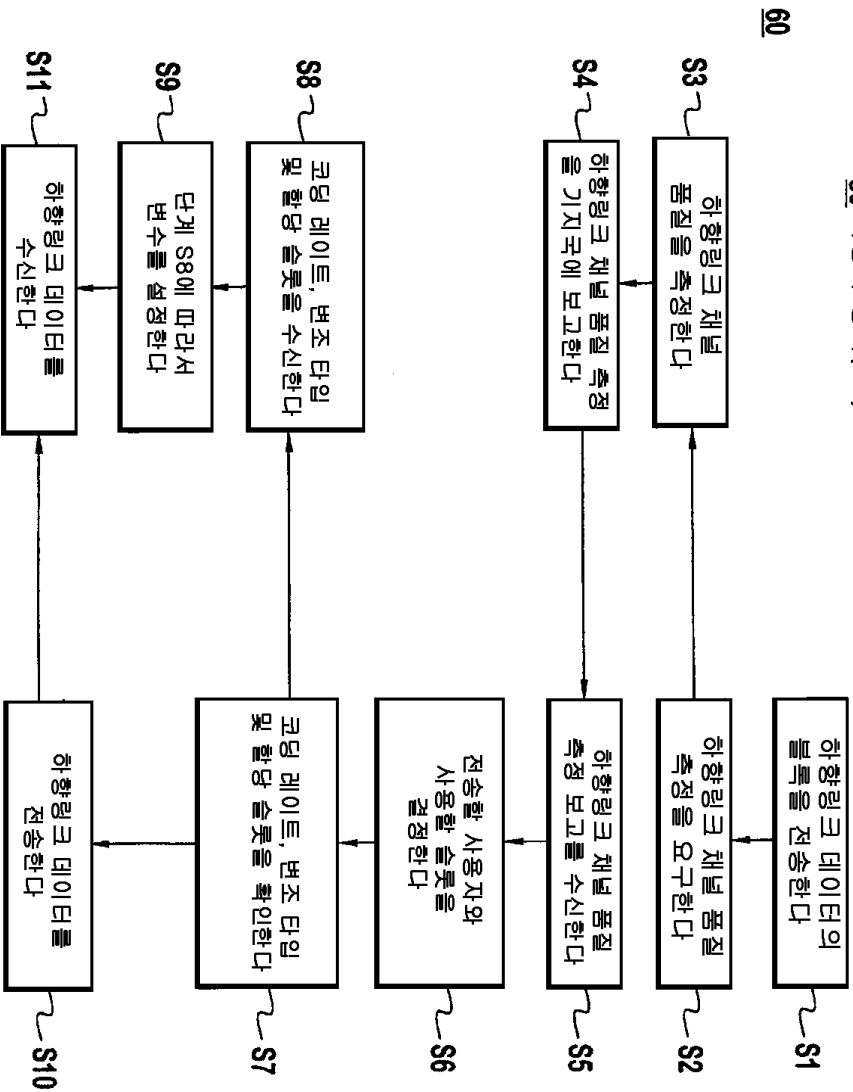 60
하향링크 데이터의
블록을 전송한다
S1
S3
하향링크 채널
품질을 측정한다
하향링크 채널 품질
측정을 요구한다
S2
S4
하향링크 채널 품질 측정
을 기지국에 보고한다
하향링크 채널 품질
측정 보고를 수신한다
S5
전송할 사용자와
사용할 슬롯을
결정한다
S6
S8
코딩 레이트, 변조 타입
및 할당 슬롯을 수신한다
코딩 레이트, 변조 타입
및 할당 슬롯을 확인한다
S7
S9
단계 S8에 따라서
변수를 설정한다
S11
하향링크 데이터를
수신한다
하향링크 데이터를
전송한다
S10